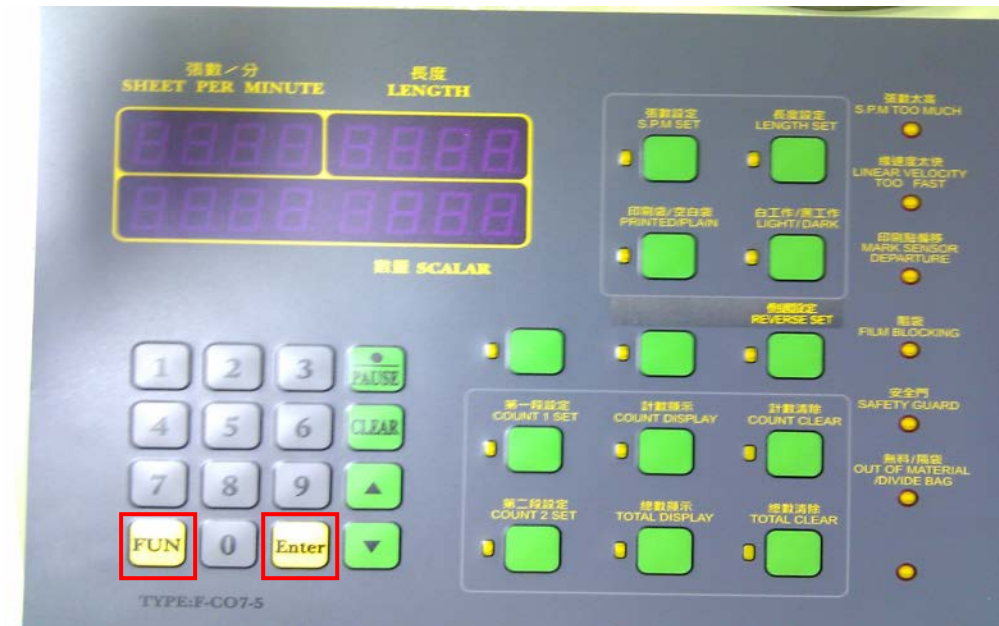 張數/分
SHEET PER MINUTE
長度
LENGTH
數量 SCALAR
張數設定
S.P.M SET
長度設定
LENGTH SET
印刷袋/空白袋
PRINTED/PLAIN
白工作/黑工作
LIGHT/DARK
REVERSE SET
張數太高
S.P.M TOO MUCH
線速度太快
LINEAR VELOCITY
TOO FAST
印刷點偏移
MARK SENSOR
DEPARTURE
阻袋
FILM BLOCKING
安全門
SAFETY GUARD
無料/隔袋
OUT OF MATERIAL
/DIVIDE BAG
1
2
3
PAUSE
4
5
6
CLEAR
7
8
9
▲
FUN
0
Enter
▼
第一段設定
COUNT 1 SET
計數顯示
COUNT DISPLAY
計數清除
COUNT CLEAR
第二段設定
COUNT 2 SET
總數顯示
TOTAL DISPLAY
總數清除
TOTAL CLEAR
TYPE:F-CO7-5